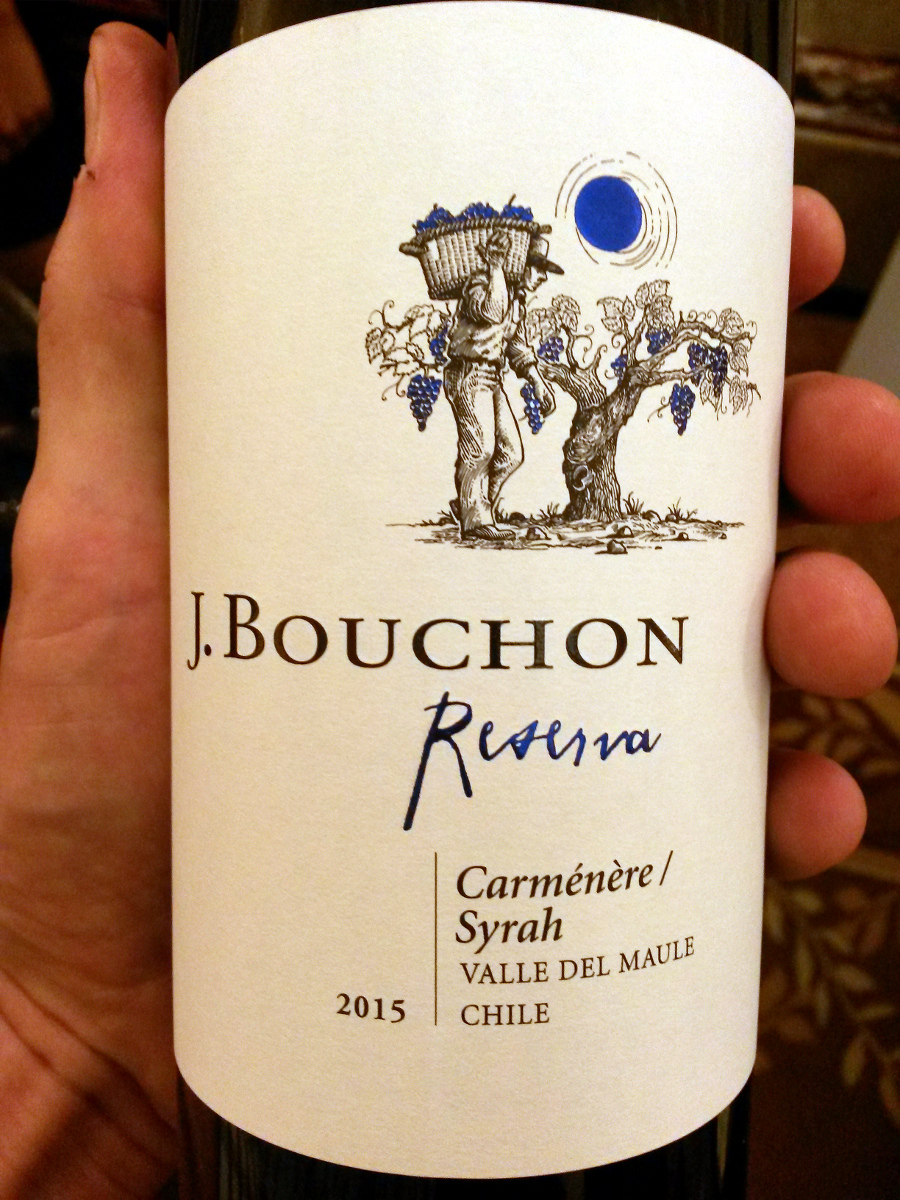 J. BOUCHON
Reserva
Carménère /
Syrah
VALLE DEL MAULE
2015
CHILE